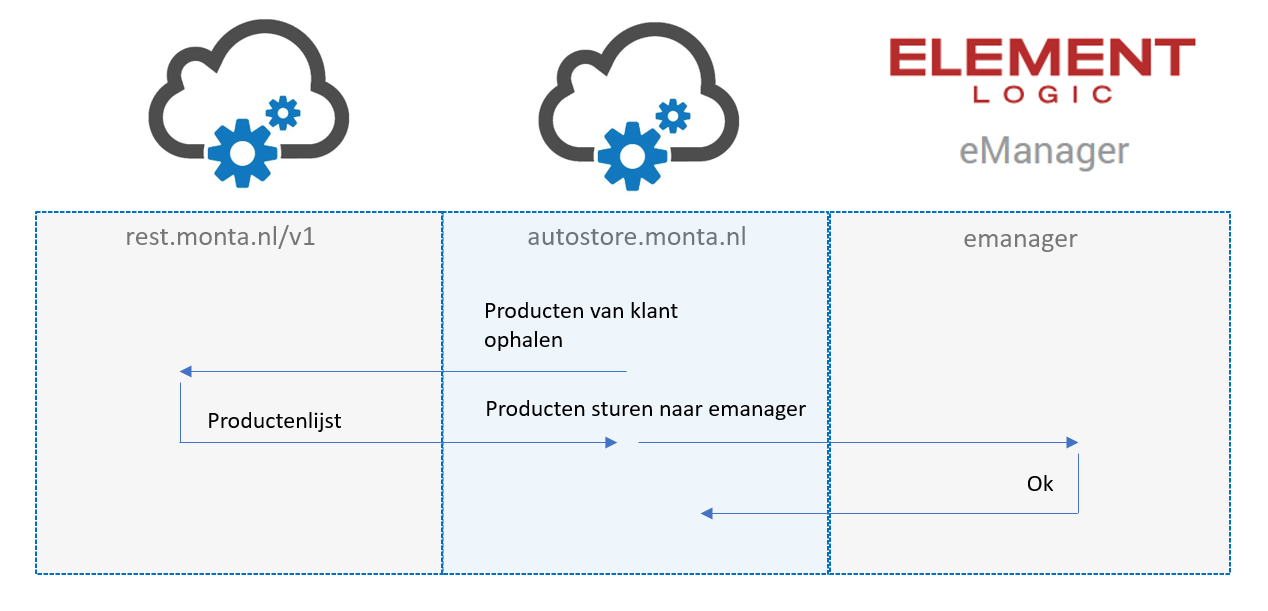 ELEMENT
LOGIC
eManager
rest.monta.nl/v1
autostore.monta.nl
emanager
Producten van klant
ophalen
Producten sturen naar emanager
Productenlijst
Ok